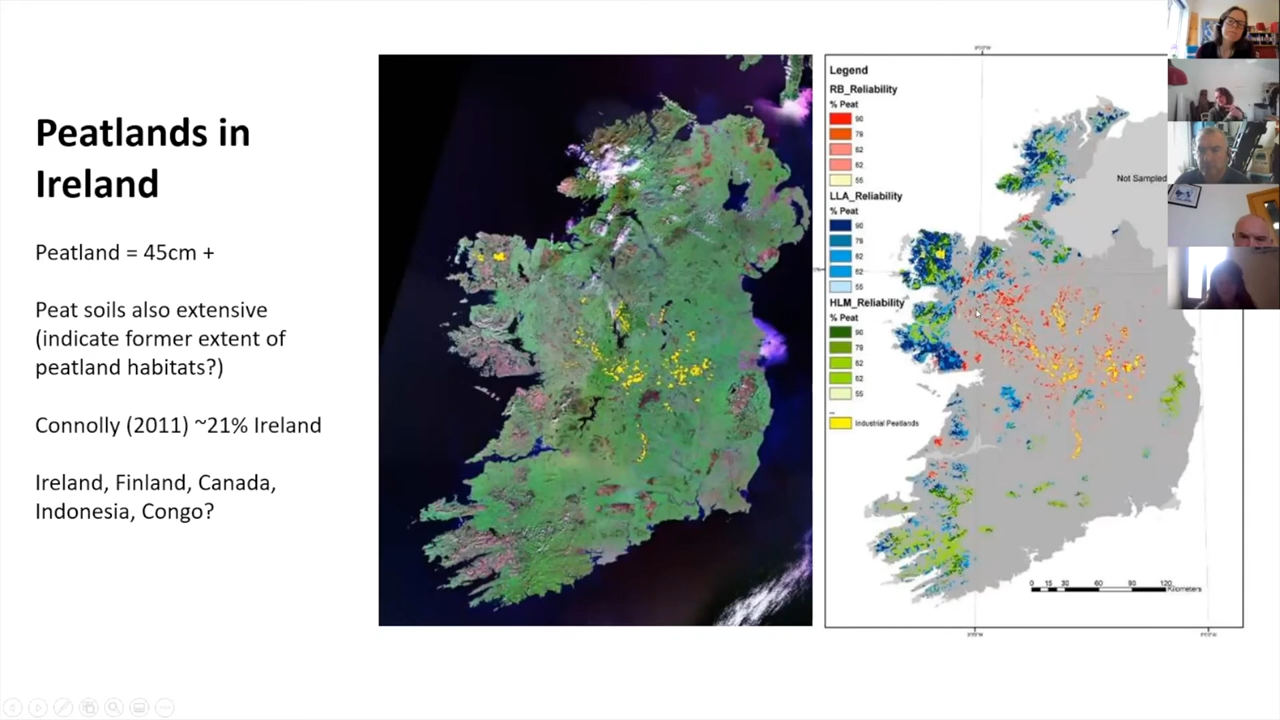 Peatlands in
Ireland
Peatland = 45cm +
Peat soils also extensive
(indicate former extent of
peatland habitats?)
Connolly (2011) ~21% Ireland
Ireland, Finland, Canada,
Indonesia, Congo?
Legend
RB_Reliability
% Peat
90
79
62
62
55
LLA_Reliability
% Peat
90
79
62
62
55
HLM_Reliability
% Peat
90
79
62
62
55
Industrial Peatlands
Not Sampled
0 15 30 60 90 120
Kilometers